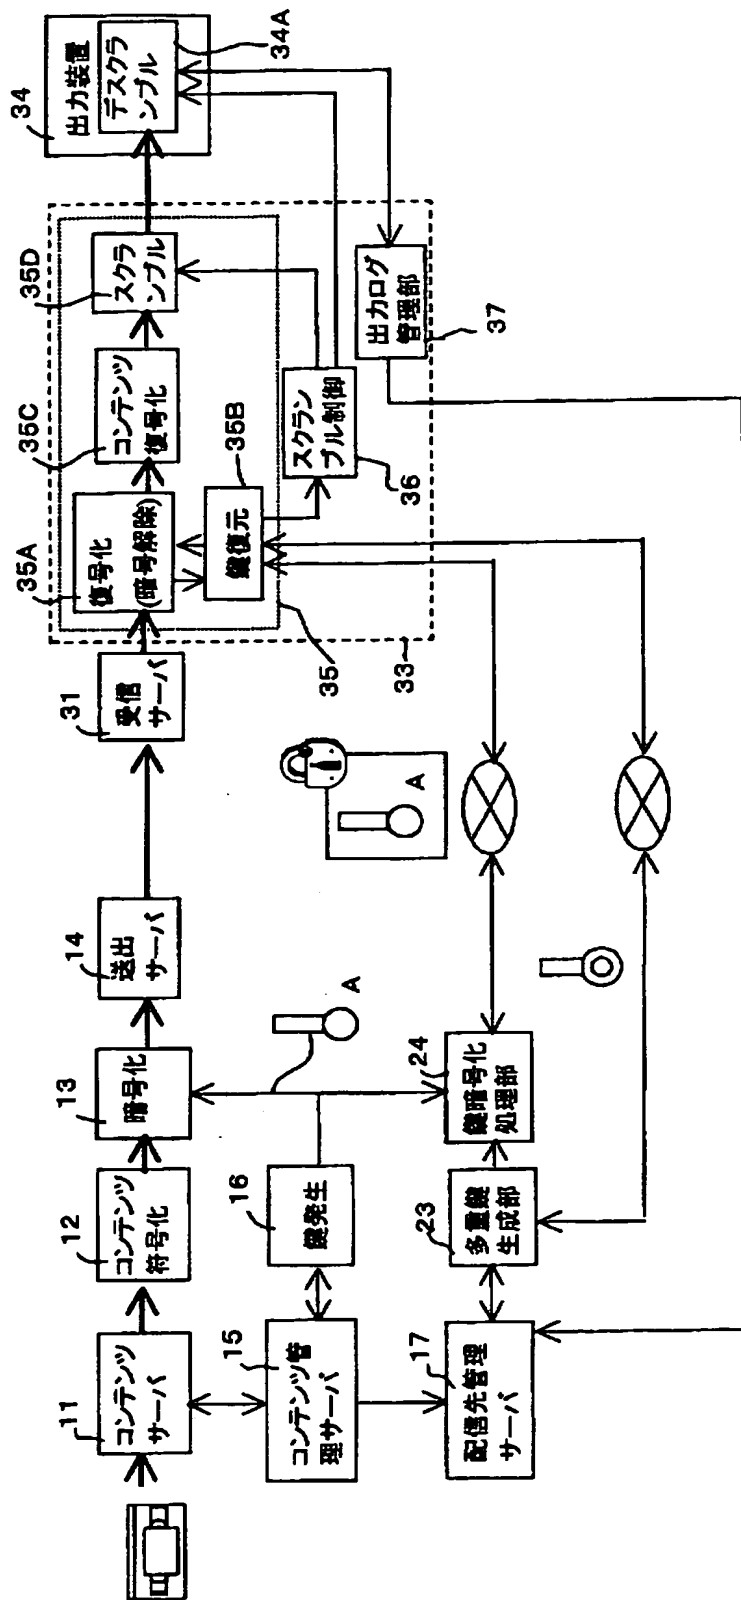 11
コンテンツ
サーバ
12
コンテンツ
符号化
13
暗号化
14
送出
サーバ
31
受信
サーバ
35A
復号化
(暗号解除)
35C
コンテンツ
復号化
35D
スクラ
ンブル
34
出力装置
デスクラ
ンブル
34A
15
コンテンツ管
理サーバ
16
鍵発生
A
A
35
33
35B
鍵復元
スクラン
ブル制御
36
出力ログ
管理部
37
17
配信先管理
サーバ
23
多重鍵
生成部
24
鍵暗号化
処理部